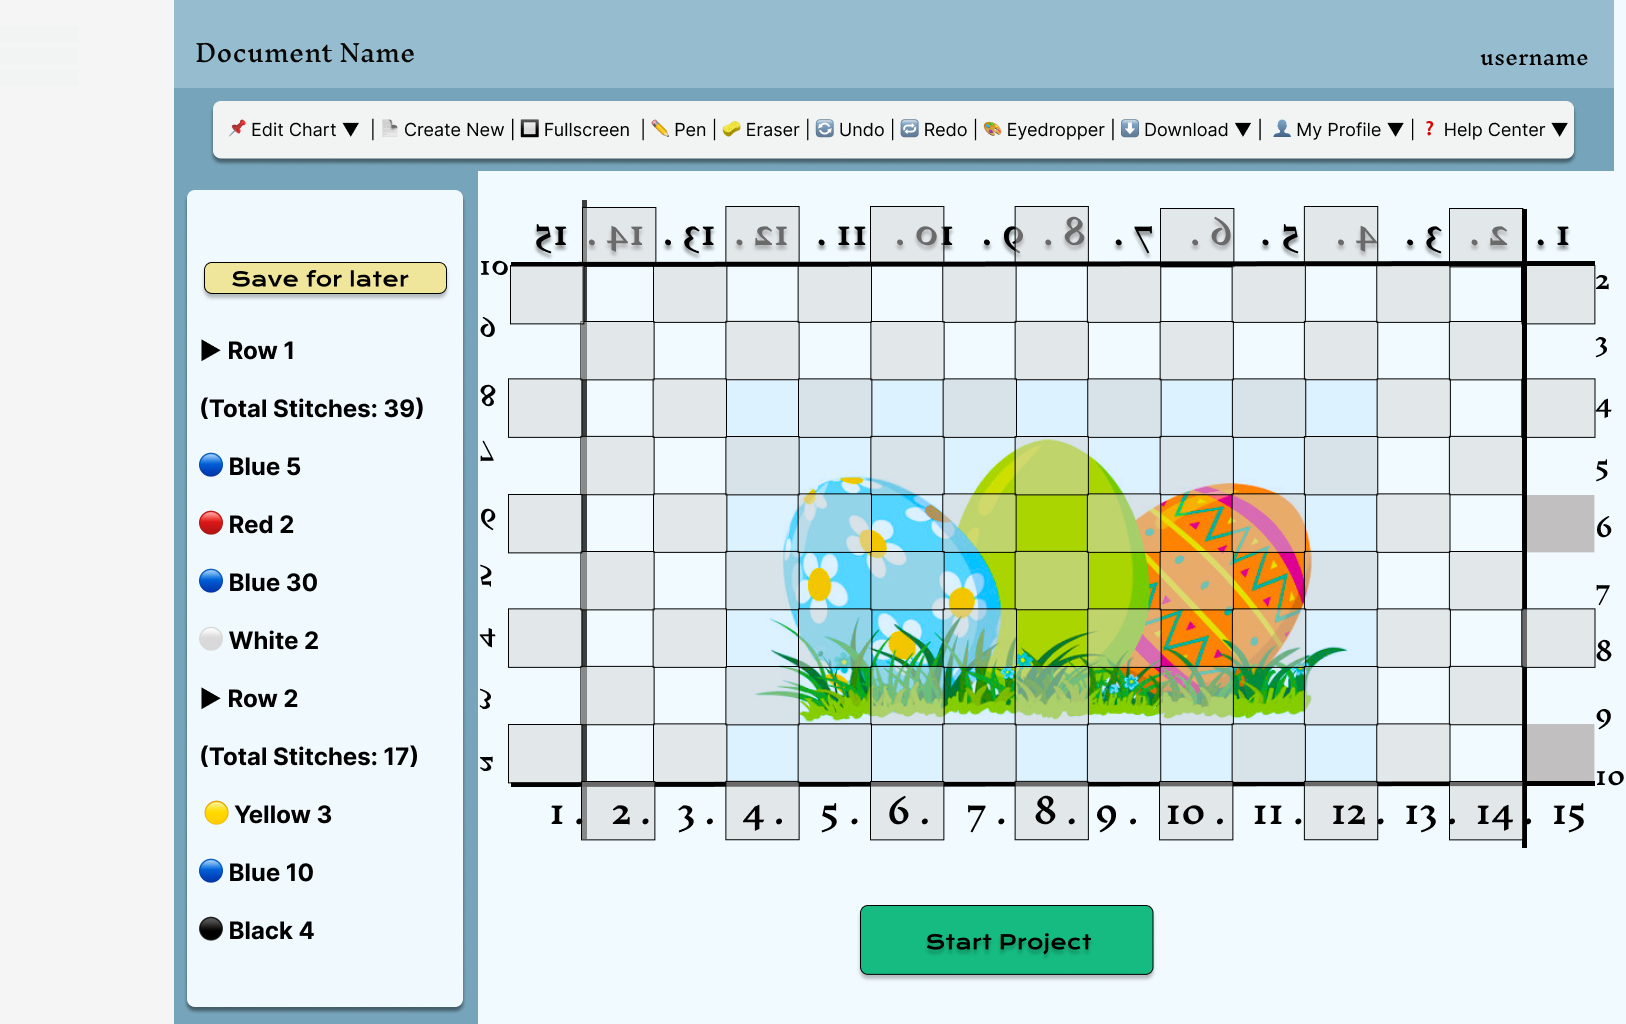 Document Name
username
📌 Edit Chart ▼ | Create New | Fullscreen | ✏️ Pen | Eraser | Undo | Redo | Eyedropper | Download ▼ | My Profile ▼ | ❓ Help Center ▼
Save for later
▶ Row 1
(Total Stitches: 39)
Blue 5
Red 2
Blue 30
White 2
▶ Row 2
(Total Stitches: 17)
Yellow 3
Blue 10
Black 4
15 . 14 . 13 . 12 . 11 . 10 . 9 . 8 . 7 . 6 . 5 . 4 . 3 . 2 . 1
10
9
8
7
6
5
4
3
2
2
3
4
5
6
7
8
9
10
1 . 2 . 3 . 4 . 5 . 6 . 7 . 8 . 9 . 10 . 11 . 12 . 13 . 14 . 15
Start Project